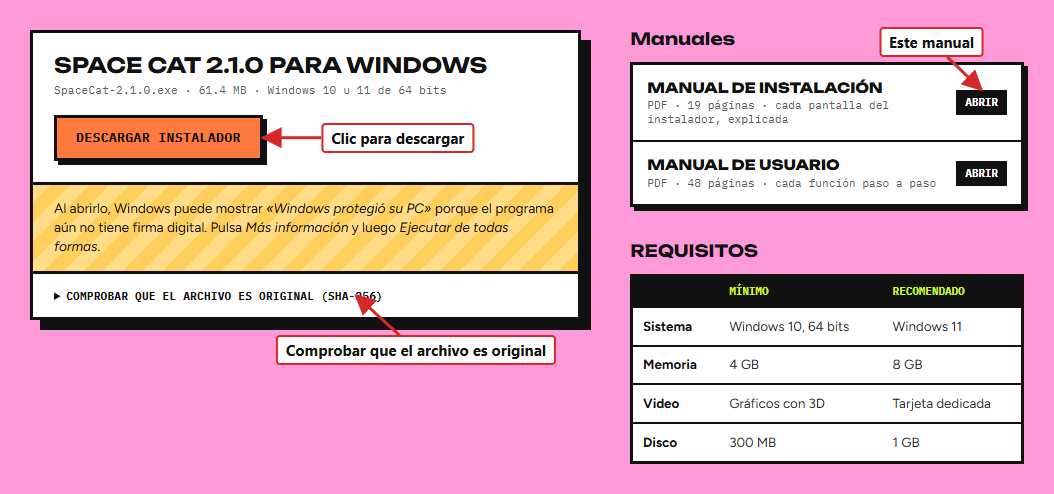 SPACE CAT 2.1.0 PARA WINDOWS
SpaceCat-2.1.0.exe · 61.4 MB · Windows 10 u 11 de 64 bits
DESCARGAR INSTALADOR
Clic para descargar
Al abrirlo, Windows puede mostrar «Windows protegió su PC» porque el programa
aún no tiene firma digital. Pulsa Más información y luego Ejecutar de todas
formas.
▶ COMPROBAR QUE EL ARCHIVO ES ORIGINAL (SHA-256)
Comprobar que el archivo es original
Manuales
Este manual
MANUAL DE INSTALACIÓN
PDF · 19 páginas · cada pantalla del
instalador, explicada
ABRIR
MANUAL DE USUARIO
PDF · 48 páginas · cada función paso a paso
ABRIR
REQUISITOS
MÍNIMO RECOMENDADO
Sistema Windows 10, 64 bits Windows 11
Memoria 4 GB 8 GB
Video Gráficos con 3D Tarjeta dedicada
Disco 300 MB 1 GB